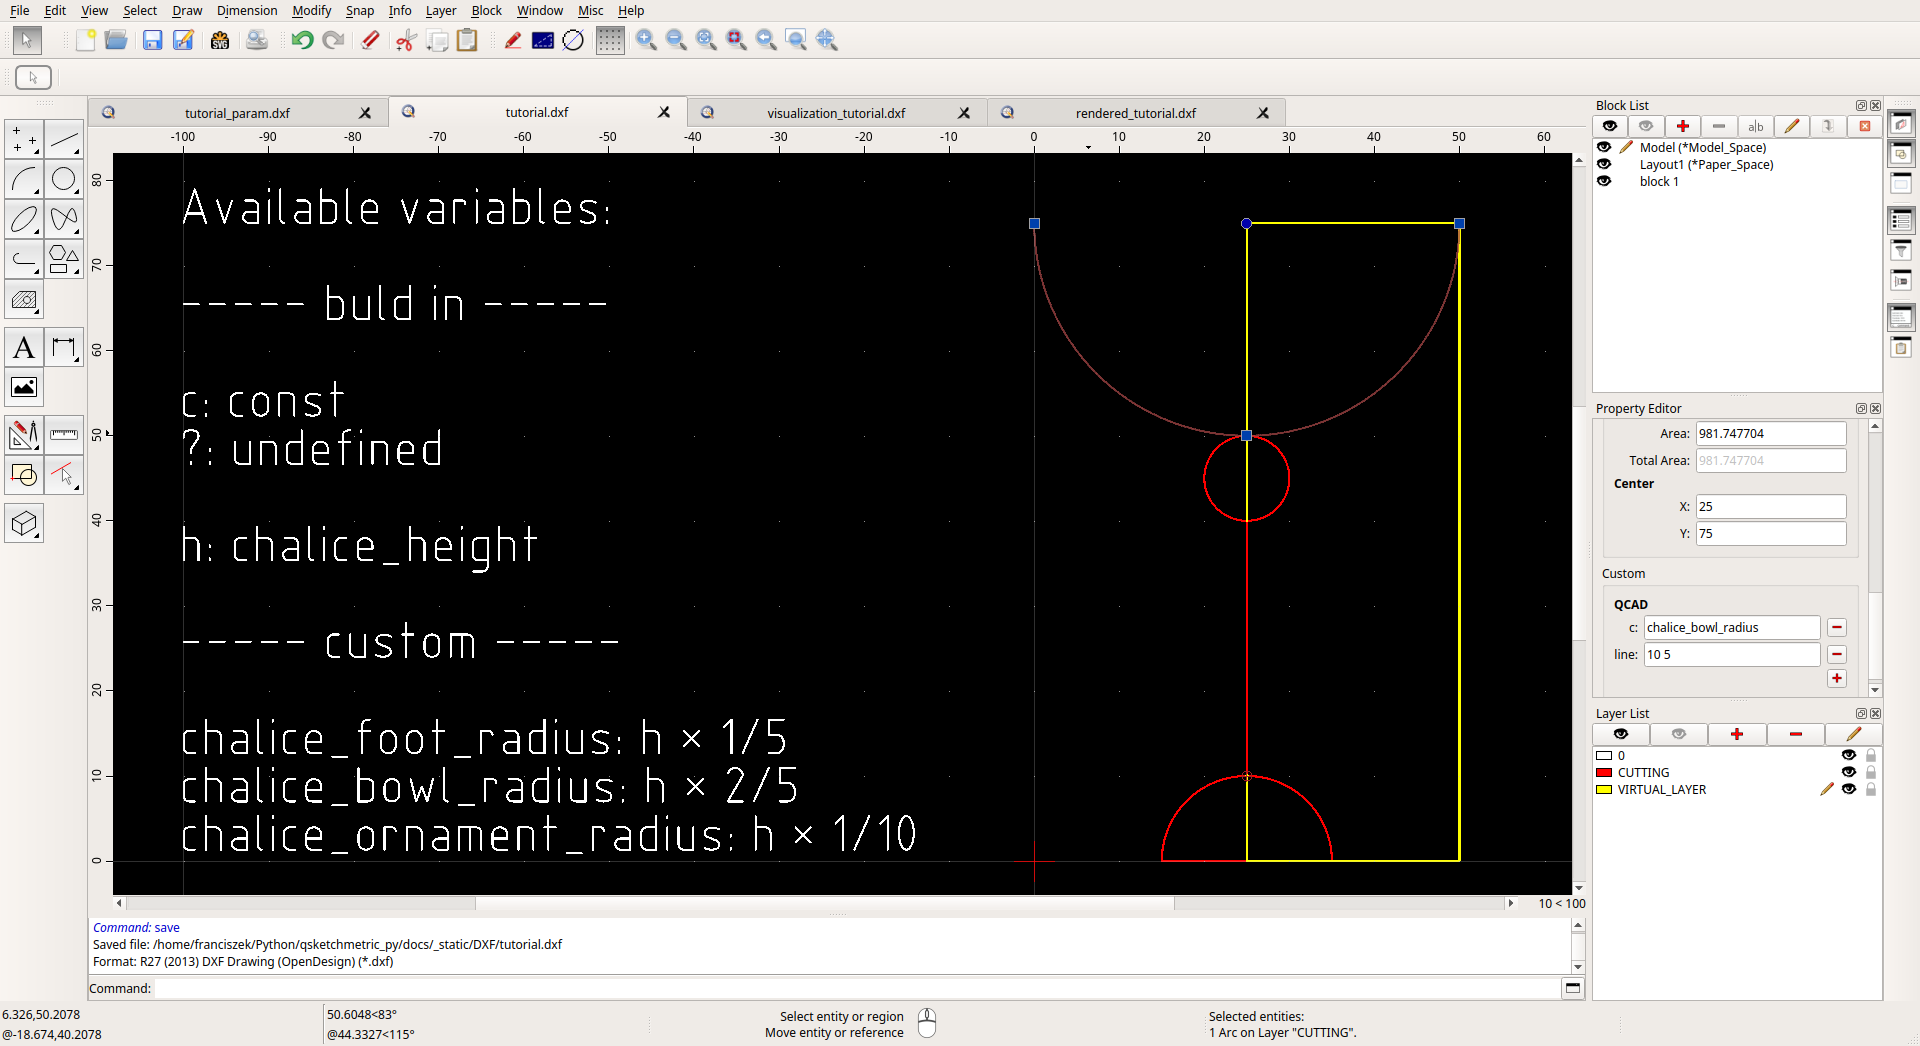 File Edit View Select Draw Dimension Modify Snap Info Layer Block Window Misc Help
SVG
tutorial_param.dxf tutorial.dxf visualization_tutorial.dxf rendered_tutorial.dxf
-100 -90 -80 -70 -60 -50 -40 -30 -20 -10 0 10 20 30 40 50 60
80
70
60
50
40
30
20
10
0
Available variables:
----- buld in -----
c: const
?: undefined
h: chalice_height
----- custom -----
chalice_foot_radius: h × 1/5
chalice_bowl_radius: h × 2/5
chalice_ornament_radius: h × 1/10
10 < 100
Command: save
Saved file: /home/franciszek/Python/qsketchmetric_py/docs/_static/DXF/tutorial.dxf
Format: R27 (2013) DXF Drawing (OpenDesign) (*.dxf)
Command:
Block List
a|b
Model (*Model_Space)
Layout1 (*Paper_Space)
block 1
Property Editor
Area: 981.747704
Total Area: 981.747704
Center
X: 25
Y: 75
Custom
QCAD
c: chalice_bowl_radius
line: 10 5
Layer List
0
CUTTING
VIRTUAL_LAYER
A
6.326,50.2078
@-18.674,40.2078
50.6048<83°
@44.3327<115°
Select entity or region
Move entity or reference
Selected entities:
1 Arc on Layer "CUTTING".